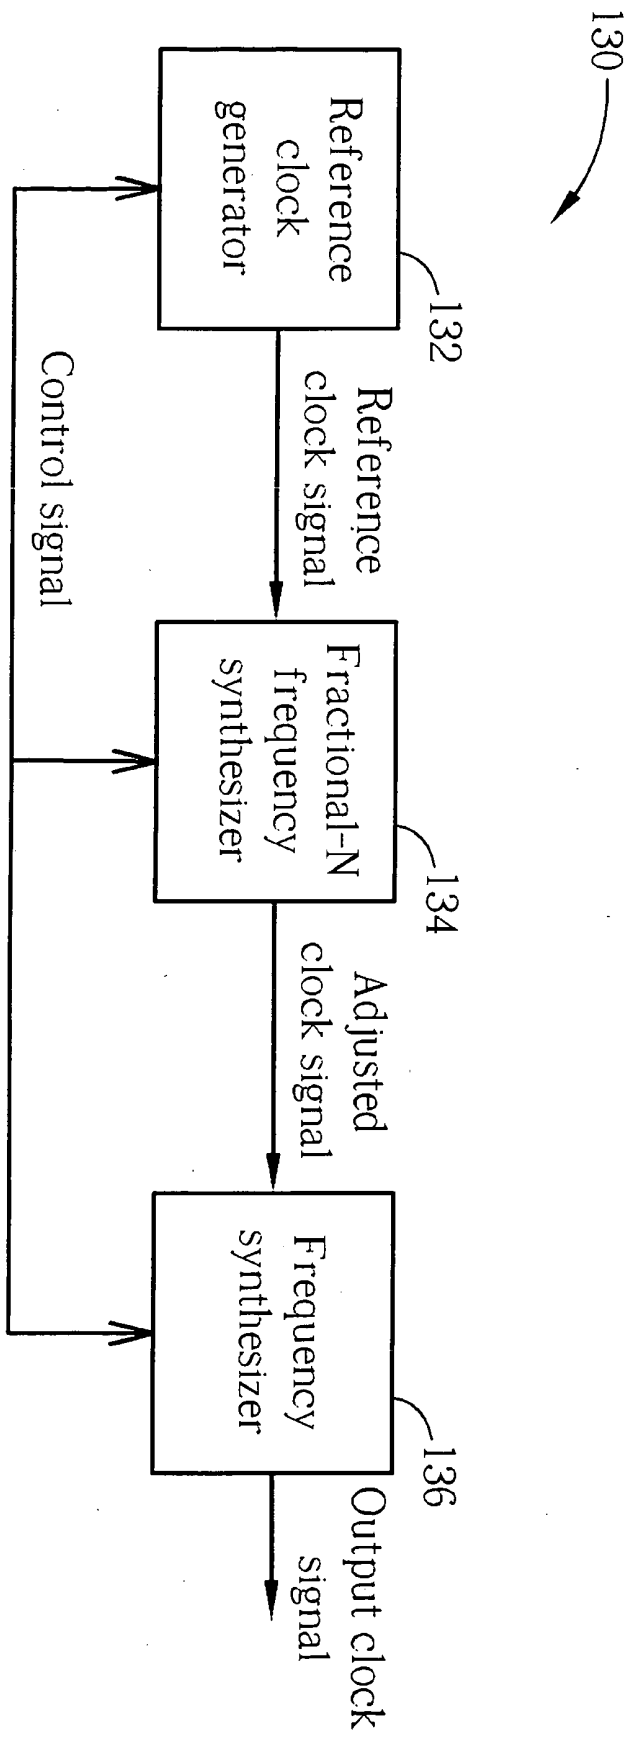 130
132
134
136
Reference
clock
generator
Reference
clock signal
Fractional-N
frequency
synthesizer
Adjusted
clock signal
Frequency
synthesizer
Output clock
signal
Control signal